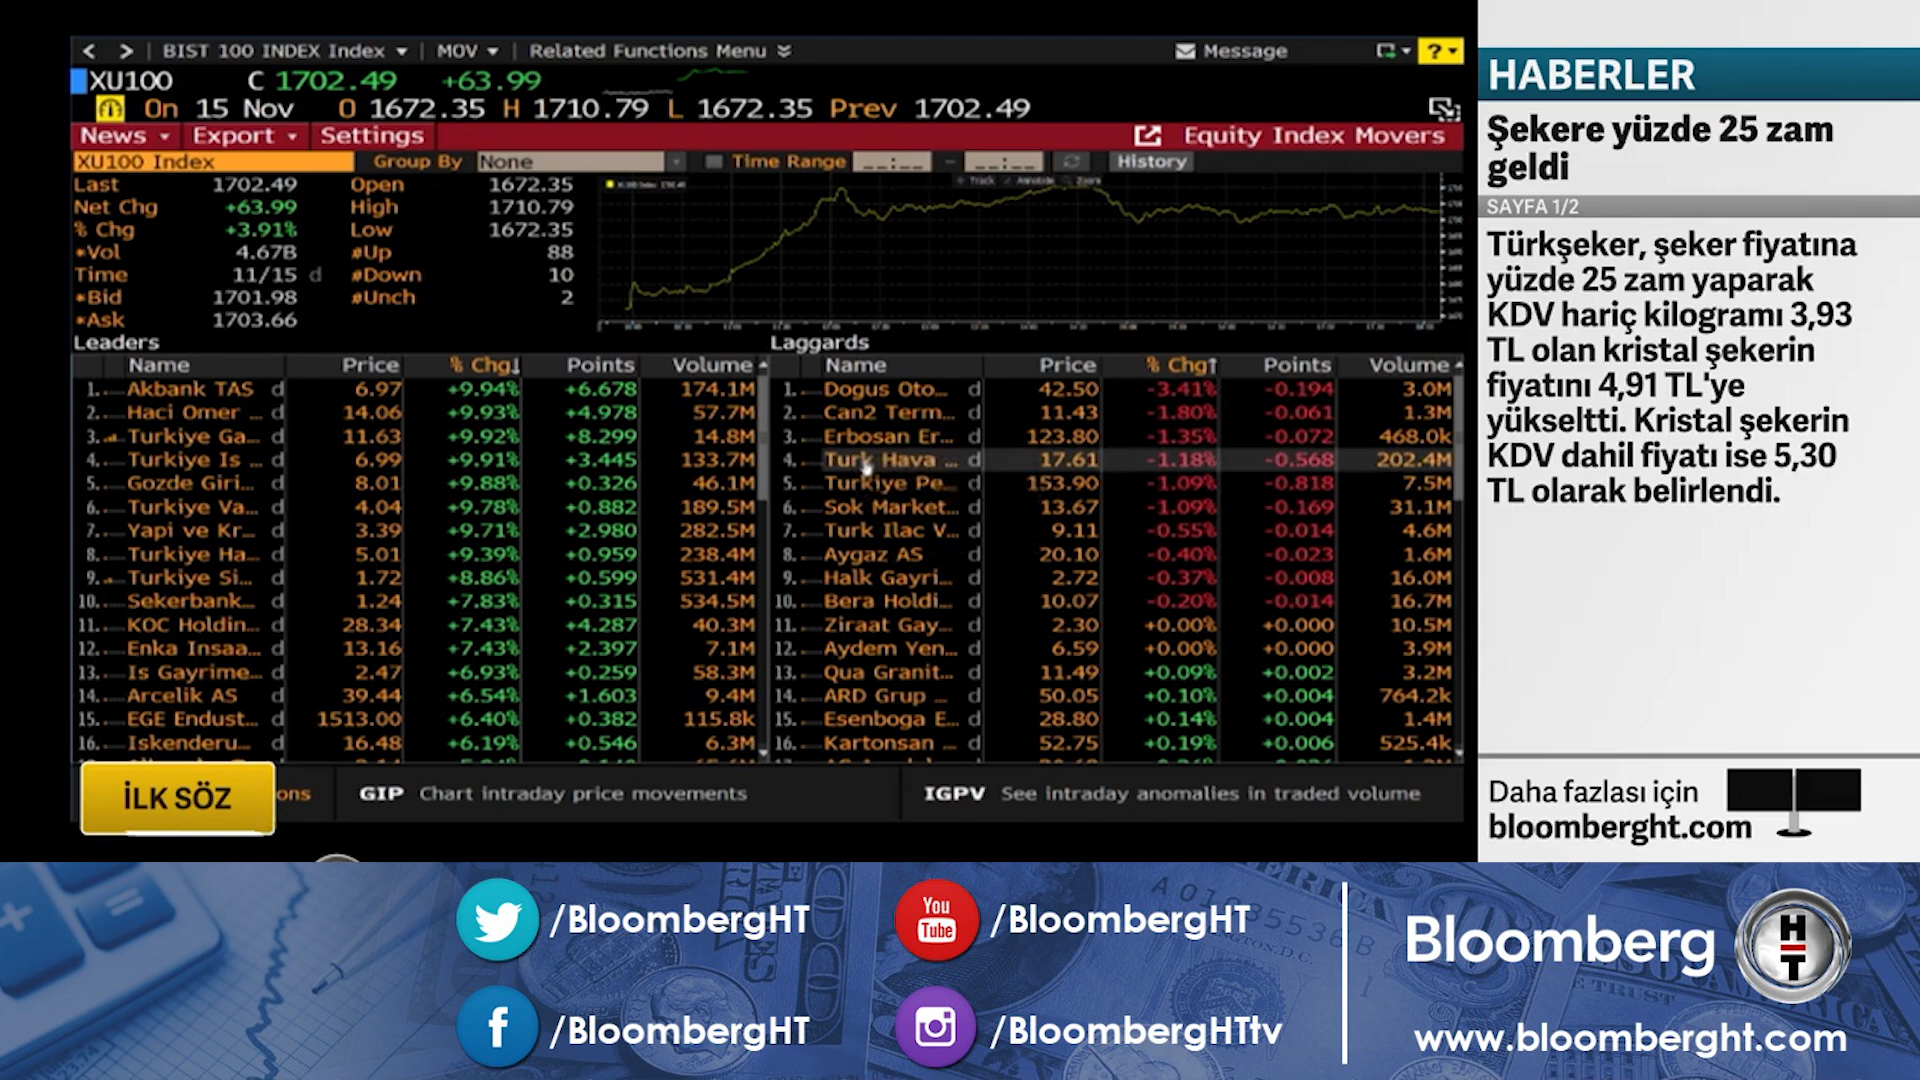 BIST 100 INDEX Index MOV Related Functions Menu Message ?
XU100 C 1702.49 +63.99
On 15 Nov O 1672.35 H 1710.79 L 1672.35 Prev 1702.49
News Export Settings Equity Index Movers
XU100 Index Group By None Time Range __:__ - __:__ History
Last 1702.49 Open 1672.35
Net Chg +63.99 High 1710.79
% Chg +3.91% Low 1672.35
*Vol 4.67B #Up 88
Time 11/15 d #Down 10
*Bid 1701.98 #Unch 2
*Ask 1703.66
Track Annotate Zoom
Leaders
Name Price % Chg↓ Points Volume
1. Akbank TAS d 6.97 +9.94% +6.678 174.1M
2. Haci Omer ... d 14.06 +9.93% +4.978 57.7M
3. Turkiye Ga... d 11.63 +9.92% +8.299 14.8M
4. Turkiye Is ... d 6.99 +9.91% +3.445 133.7M
5. Gozde Giri... d 8.01 +9.88% +0.326 46.1M
6. Turkiye Va... d 4.04 +9.78% +0.882 189.5M
7. Yapi ve Kr... d 3.39 +9.71% +2.980 282.5M
8. Turkiye Ha... d 5.01 +9.39% +0.959 238.4M
9. Turkiye Si... d 1.72 +8.86% +0.599 531.4M
10. Sekerbank... d 1.24 +7.83% +0.315 534.5M
11. KOC Holdin... d 28.34 +7.43% +4.287 40.3M
12. Enka Insaa... d 13.16 +7.43% +2.397 7.1M
13. Is Gayrime... d 2.47 +6.93% +0.259 58.3M
14. Arcelik AS d 39.44 +6.54% +1.603 9.4M
15. EGE Endust... d 1513.00 +6.40% +0.382 115.8k
16. Iskenderu... d 16.48 +6.19% +0.546 6.3M
Laggards
Name Price % Chg↑ Points Volume
1. Dogus Oto... d 42.50 -3.41% -0.194 3.0M
2. Can2 Term... d 11.43 -1.80% -0.061 1.3M
3. Erbosan Er... d 123.80 -1.35% -0.072 468.0k
4. Turk Hava ... d 17.61 -1.18% -0.568 202.4M
5. Turkiye Pe... d 153.90 -1.09% -0.818 7.5M
6. Sok Market... d 13.67 -1.09% -0.169 31.1M
7. Turk Ilac V... d 9.11 -0.55% -0.014 4.6M
8. Aygaz AS d 20.10 -0.40% -0.023 1.6M
9. Halk Gayri... d 2.72 -0.37% -0.008 16.0M
10. Bera Holdi... d 10.07 -0.20% -0.014 16.7M
11. Ziraat Gay... d 2.30 +0.00% +0.000 10.5M
12. Aydem Yen... d 6.59 +0.00% +0.000 3.9M
13. Qua Granit... d 11.49 +0.09% +0.002 3.2M
14. ARD Grup ... d 50.05 +0.10% +0.004 764.2k
15. Esenboga E... d 28.80 +0.14% +0.004 1.4M
16. Kartonsan ... d 52.75 +0.19% +0.006 525.4k
İLK SÖZ
ons GIP Chart intraday price movements IGPV See intraday anomalies in traded volume
HABERLER
Şekere yüzde 25 zam
geldi
SAYFA 1/2
Türkşeker, şeker fiyatına
yüzde 25 zam yaparak
KDV hariç kilogramı 3,93
TL olan kristal şekerin
fiyatını 4,91 TL'ye
yükseltti. Kristal şekerin
KDV dahil fiyatı ise 5,30
TL olarak belirlendi.
Daha fazlası için
bloomberght.com
/BloombergHT
You Tube /BloombergHT
f /BloombergHT
/BloombergHTtv
Bloomberg HT
www.bloomberght.com